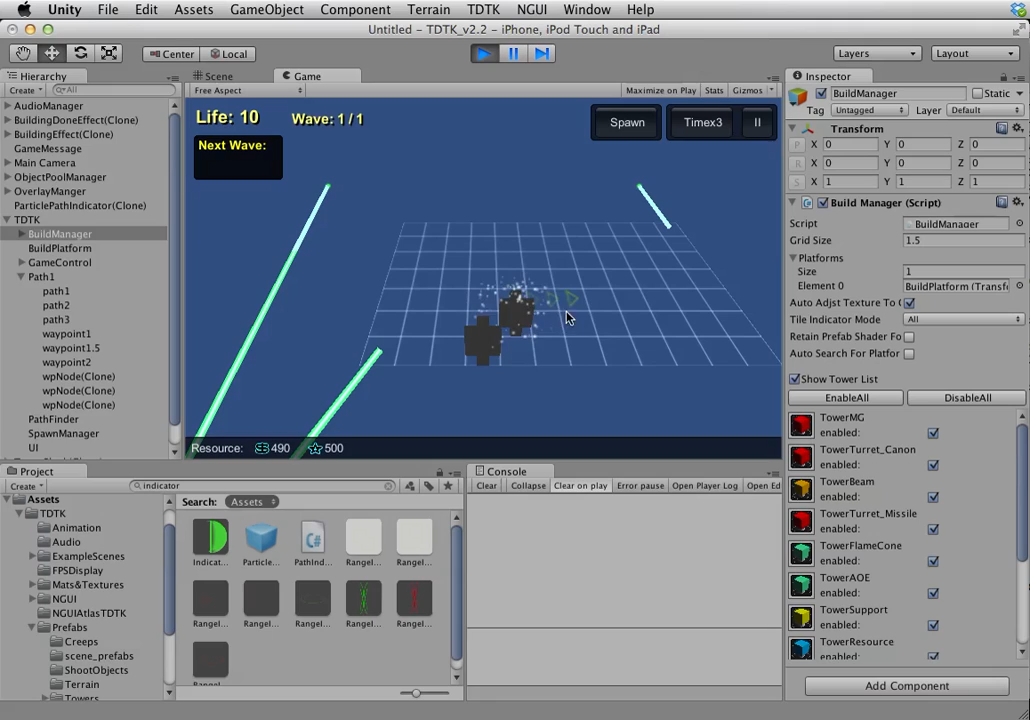 Unity File Edit Assets GameObject Component Terrain TDTK NGUI Window Help
Untitled - TDTK_v2.2 - iPhone, iPod Touch and iPad
Center Local Layers Layout
Hierarchy
Create All
AudioManager
BuildingDoneEffect(Clone)
BuildingEffect(Clone)
GameMessage
Main Camera
ObjectPoolManager
OverlayManger
ParticlePathIndicator(Clone)
TDTK
BuildManager
BuildPlatform
GameControl
Path1
path1
path2
path3
waypoint1
waypoint1.5
waypoint2
wpNode(Clone)
wpNode(Clone)
wpNode(Clone)
PathFinder
SpawnManager
UI
Scene Game
Free Aspect Maximize on Play Stats Gizmos
Life: 10 Wave: 1 / 1 Spawn Timex3 II
Next Wave:
Resource: 490 500
Inspector
BuildManager Static
Tag Untagged Layer Default
Transform
P X 0 Y 0 Z 0
R X 0 Y 0 Z 0
S X 1 Y 1 Z 1
Build Manager (Script)
Script BuildManager
Grid Size 1.5
Platforms
Size 1
Element 0 BuildPlatform (Transf
Auto Adjst Texture To
Tile Indicator Mode All
Retain Prefab Shader Fo
Auto Search For Platfor
Show Tower List
EnableAll DisableAll
TowerMG
enabled:
TowerTurret_Canon
enabled:
TowerBeam
enabled:
TowerTurret_Missile
enabled:
TowerFlameCone
enabled:
TowerAOE
enabled:
TowerSupport
enabled:
TowerResource
enabled:
Add Component
Project
Create indicator
Assets
TDTK
Animation
Audio
ExampleScenes
FPSDisplay
Mats&Textures
NGUI
NGUIAtlasTDTK
Prefabs
Creeps
scene_prefabs
ShootObjects
Terrain
Towers
Search: Assets
Indicat... Particle... PathInd... RangeI... RangeI...
RangeI... RangeI... RangeI... RangeI... RangeI...
RangeI...
Console
Clear Collapse Clear on play Error pause Open Player Log Open Ed